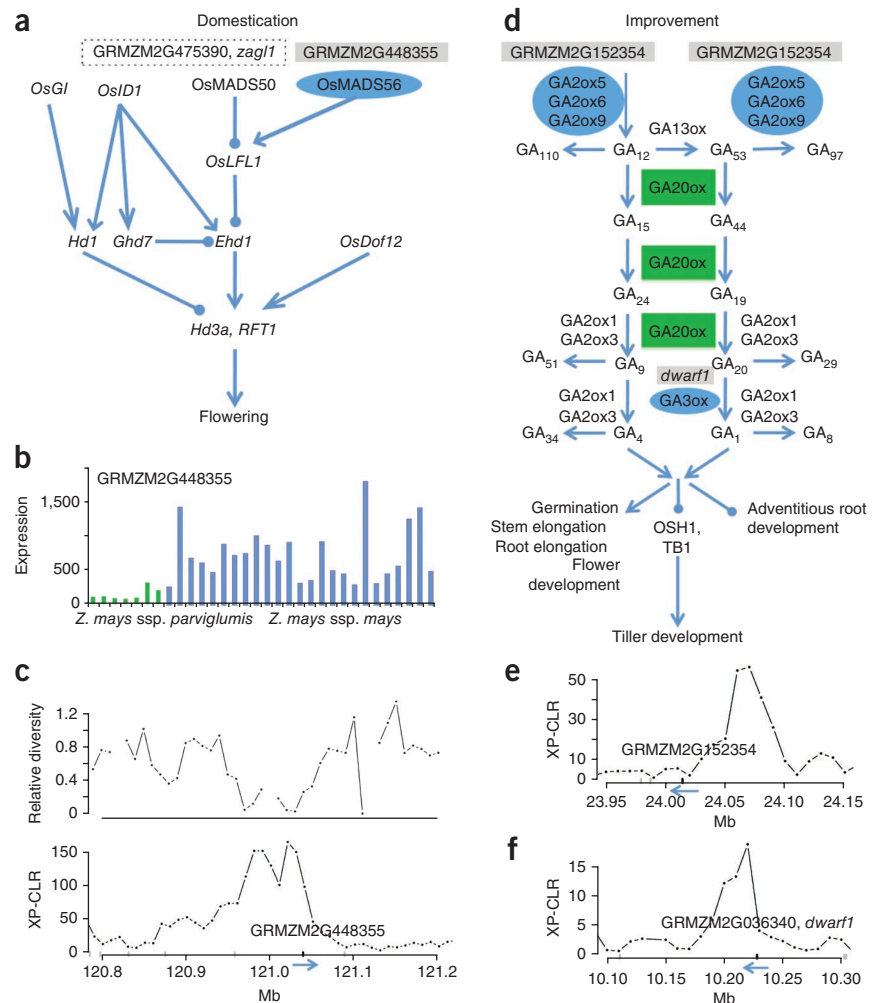 a
Domestication
GRMZM2G475390, zagl1
GRMZM2G448355
OsGI
OsID1
OsMADS50
OsMADS56
OsLFL1
Hd1
Ghd7
Ehd1
OsDof12
Hd3a, RFT1
Flowering
b
GRMZM2G448355
Expression
1,500
500
0
Z. mays ssp. parviglumis
Z. mays ssp. mays
c
Relative diversity
1.2
0.8
0.4
0
XP-CLR
150
100
50
0
GRMZM2G448355
120.8 120.9 121.0 121.1 121.2
Mb
d
Improvement
GRMZM2G152354
GRMZM2G152354
GA2ox5
GA2ox6
GA2ox9
GA2ox5
GA2ox6
GA2ox9
GA13ox
GA110
GA12
GA53
GA97
GA20ox
GA15
GA44
GA20ox
GA24
GA19
GA2ox1
GA2ox3
GA20ox
GA2ox1
GA2ox3
GA51
GA9
GA20
GA29
dwarf1
GA2ox1
GA2ox3
GA3ox
GA2ox1
GA2ox3
GA34
GA4
GA1
GA8
Germination
Stem elongation
Root elongation
Flower
development
OSH1,
TB1
Adventitious root
development
Tiller development
e
XP-CLR
50
30
10
0
GRMZM2G152354
23.95 24.00 24.05 24.10 24.15
Mb
f
XP-CLR
15
10
5
0
GRMZM2G036340, dwarf1
10.10 10.15 10.20 10.25 10.30
Mb